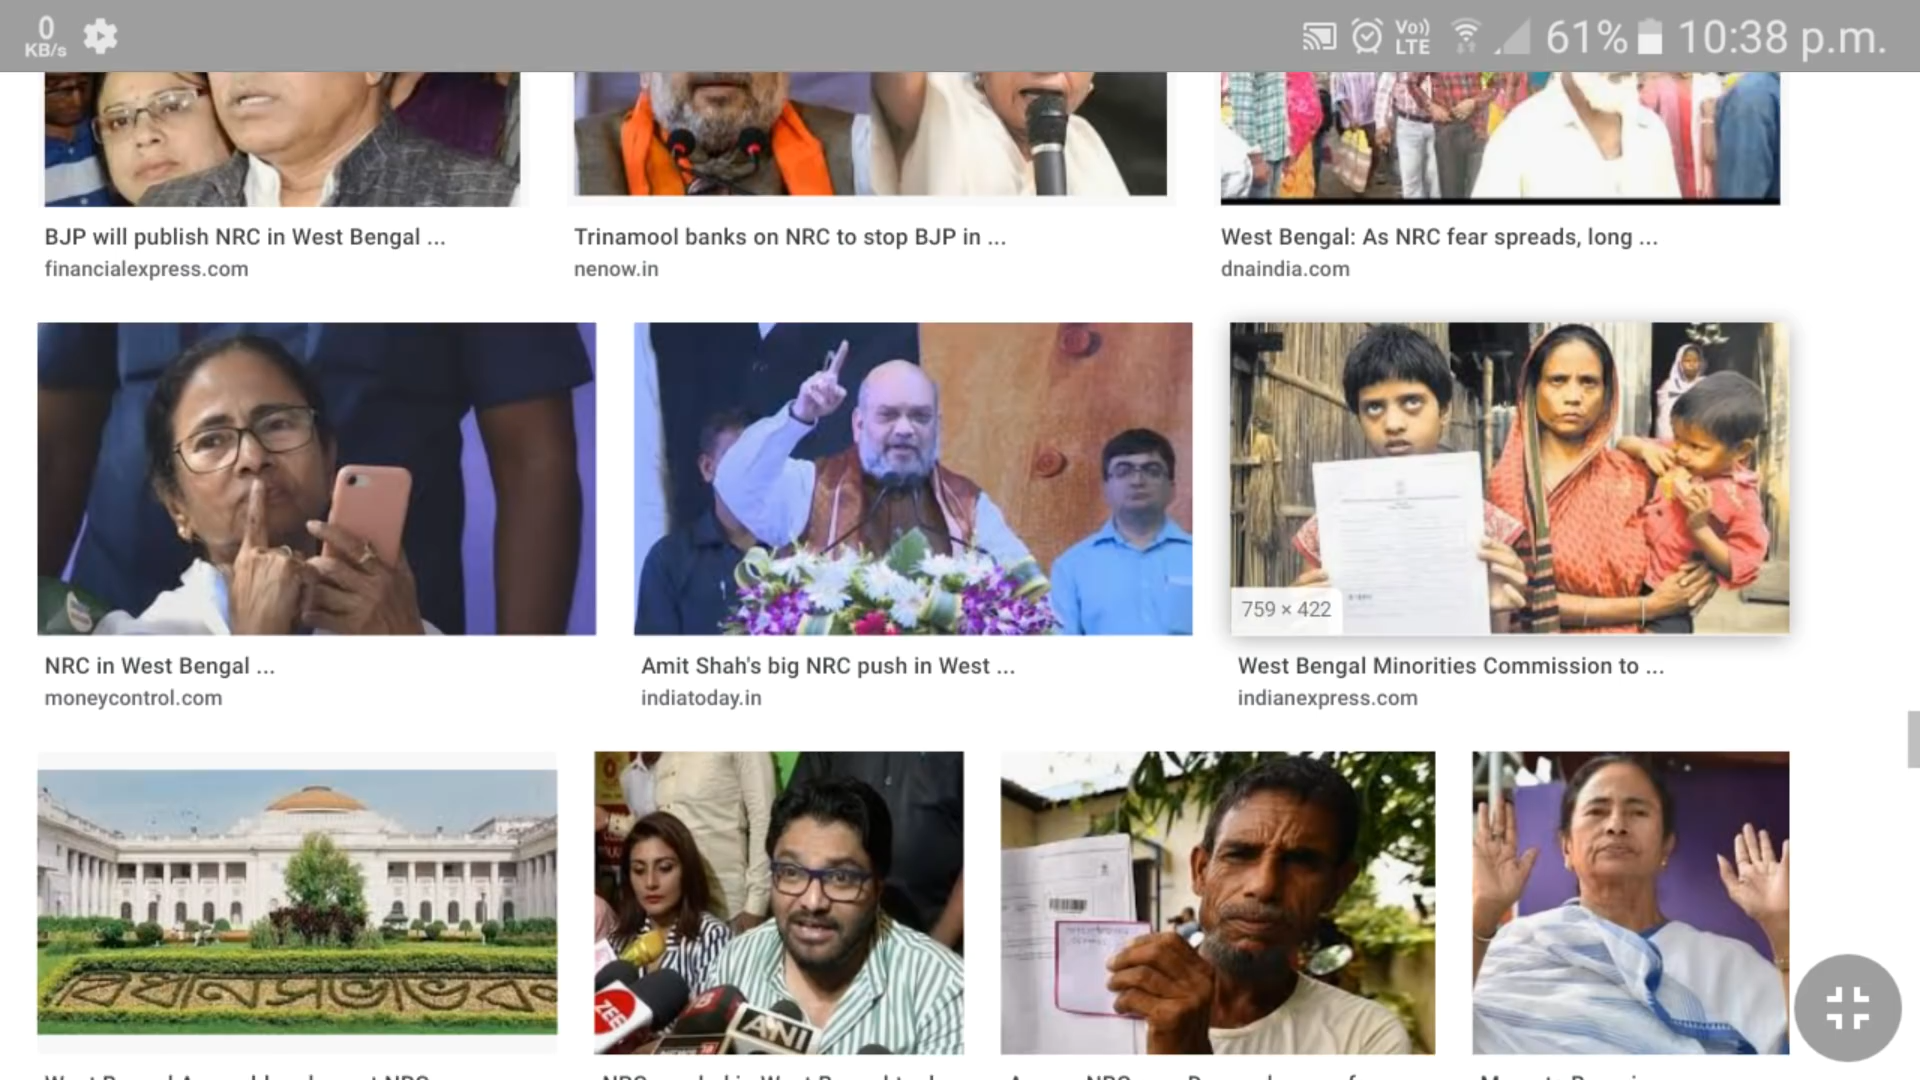 0
KB/s
Vo))
LTE
61%
10:38 p.m.
BJP will publish NRC in West Bengal ...
financialexpress.com
Trinamool banks on NRC to stop BJP in ...
nenow.in
West Bengal: As NRC fear spreads, long ...
dnaindia.com
759 × 422
NRC in West Bengal ...
moneycontrol.com
Amit Shah's big NRC push in West ...
indiatoday.in
West Bengal Minorities Commission to ...
indianexpress.com
বিধানসভা ভবন
ZEE
ANI